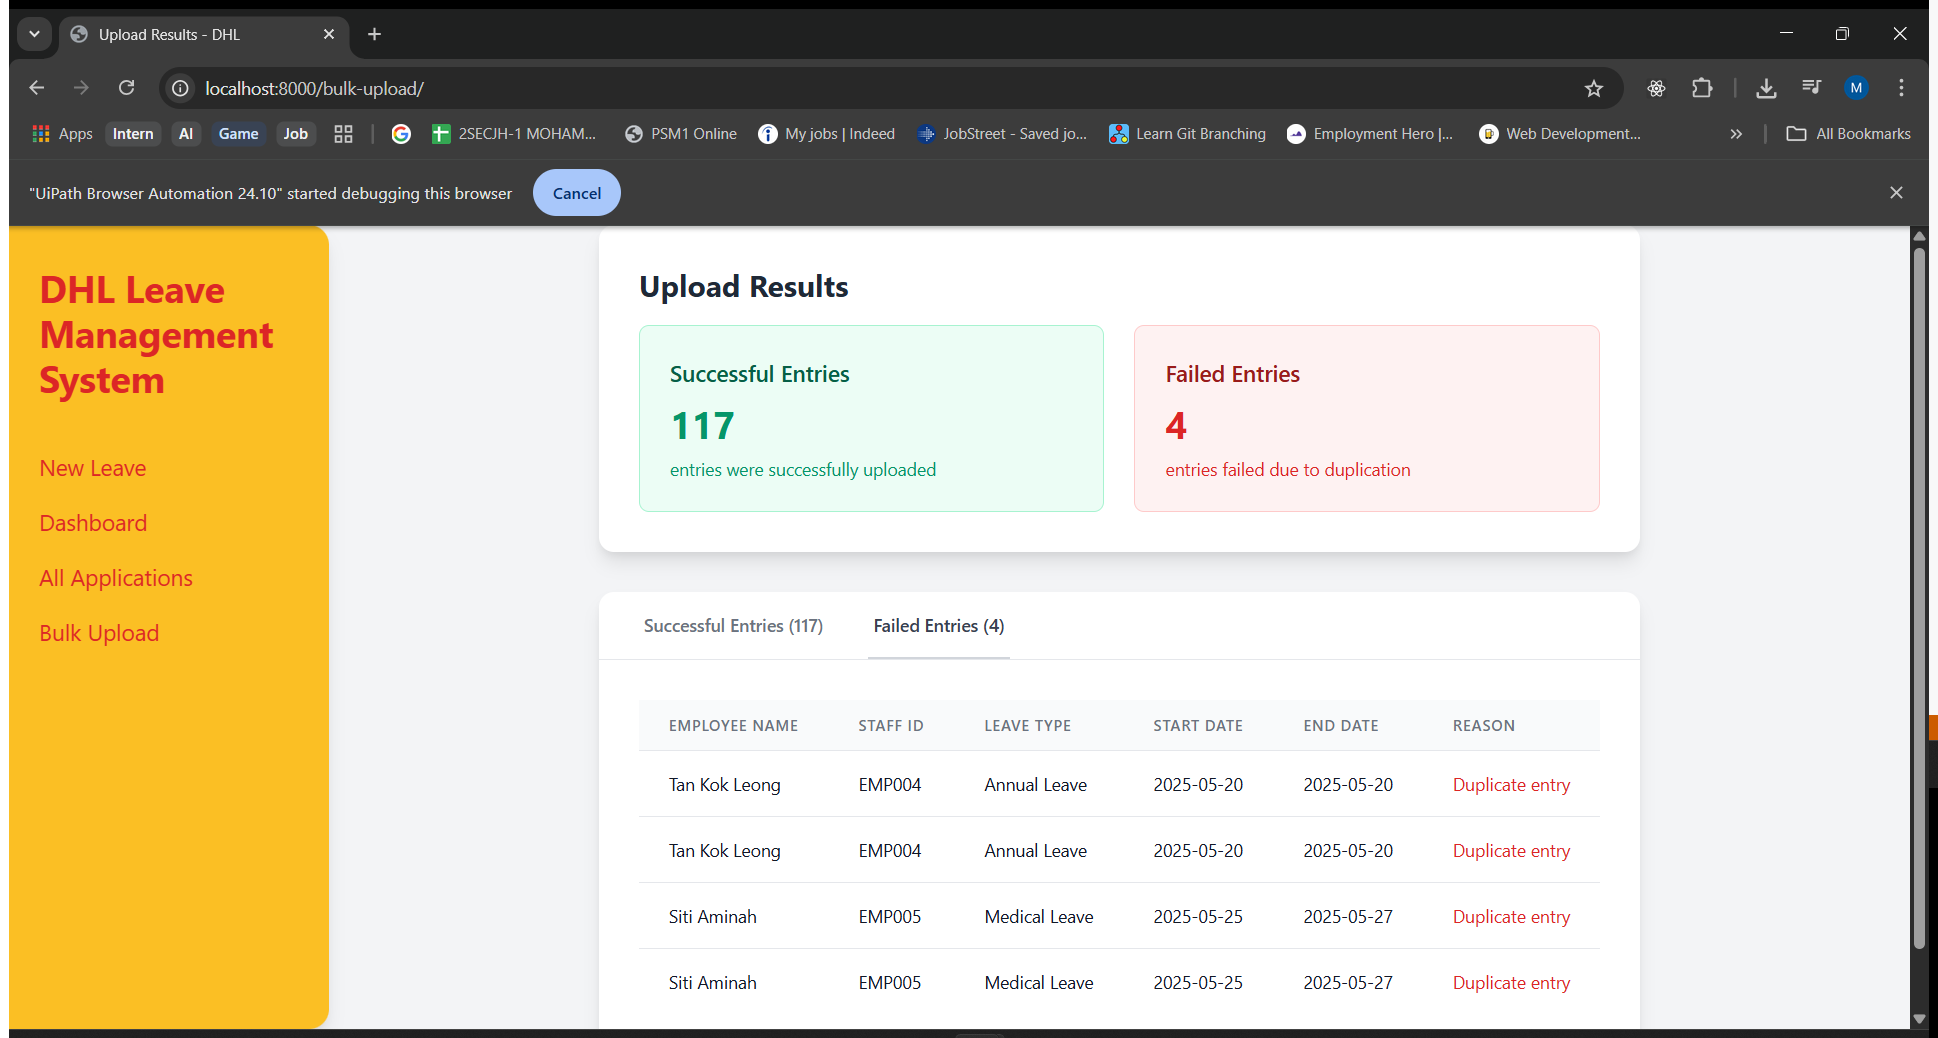 Upload Results - DHL
localhost:8000/bulk-upload/
M
Apps
Intern
AI
Game
Job
2SECJH-1 MOHAM...
PSM1 Online
My jobs | Indeed
JobStreet - Saved jo...
Learn Git Branching
Employment Hero |...
Web Development...
All Bookmarks
"UiPath Browser Automation 24.10" started debugging this browser
Cancel
DHL Leave
Management
System
New Leave
Dashboard
All Applications
Bulk Upload
Upload Results
Successful Entries
117
entries were successfully uploaded
Failed Entries
4
entries failed due to duplication
Successful Entries (117) Failed Entries (4)
EMPLOYEE NAME STAFF ID LEAVE TYPE START DATE END DATE REASON
Tan Kok Leong EMP004 Annual Leave 2025-05-20 2025-05-20 Duplicate entry
Tan Kok Leong EMP004 Annual Leave 2025-05-20 2025-05-20 Duplicate entry
Siti Aminah EMP005 Medical Leave 2025-05-25 2025-05-27 Duplicate entry
Siti Aminah EMP005 Medical Leave 2025-05-25 2025-05-27 Duplicate entry